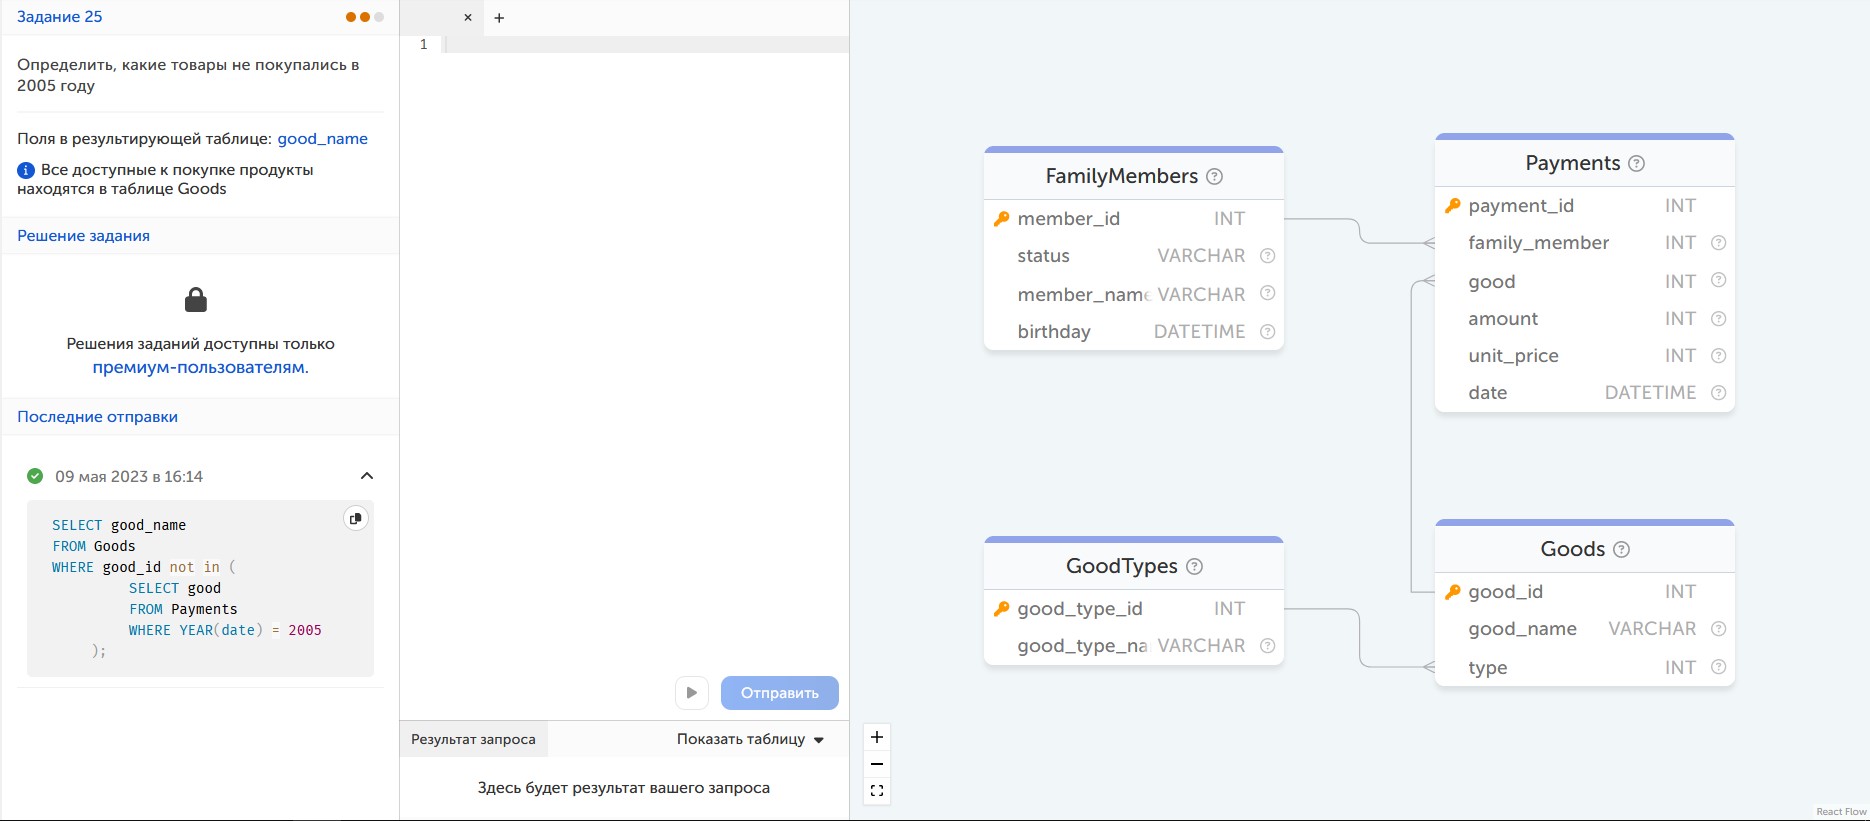 Задание 25
Определить, какие товары не покупались в
2005 году
Поля в результирующей таблице: good_name
Все доступные к покупке продукты
находятся в таблице Goods
Решение задания
Решения заданий доступны только
премиум-пользователям.
Последние отправки
09 мая 2023 в 16:14
SELECT good_name
FROM Goods
WHERE good_id not in (
SELECT good
FROM Payments
WHERE YEAR(date) = 2005
);
1
Отправить
Результат запроса
Показать таблицу
Здесь будет результат вашего запроса
FamilyMembers
member_id INT
status VARCHAR
member_name VARCHAR
birthday DATETIME
Payments
payment_id INT
family_member INT
good INT
amount INT
unit_price INT
date DATETIME
GoodTypes
good_type_id INT
good_type_na VARCHAR
Goods
good_id INT
good_name VARCHAR
type INT
React Flow